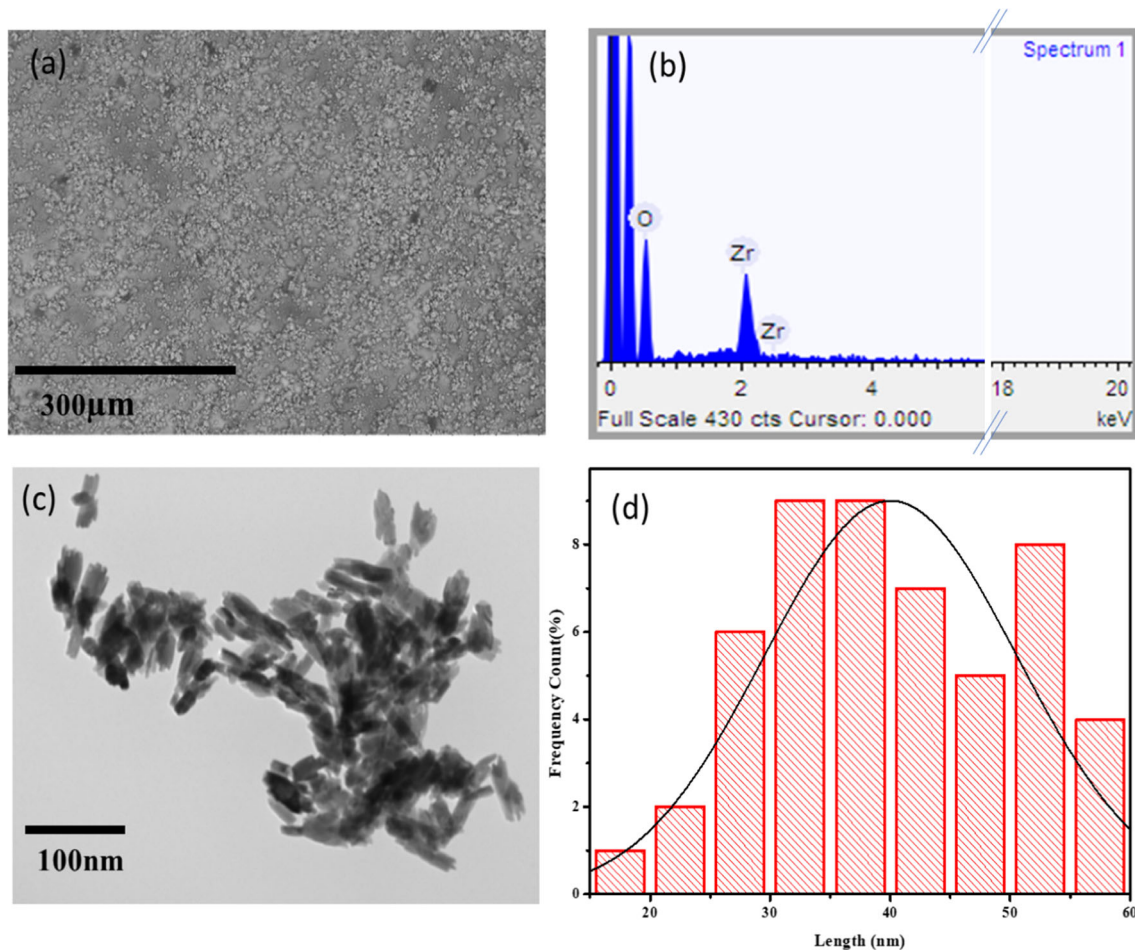 (a)
300µm
(b)
Spectrum 1
O
Zr
Zr
0 2 4 18 20
Full Scale 430 cts Cursor: 0.000 keV
(c)
100nm
(d)
Frequency Count(%)
8
6
4
2
0
20 30 40 50 60
Length (nm)